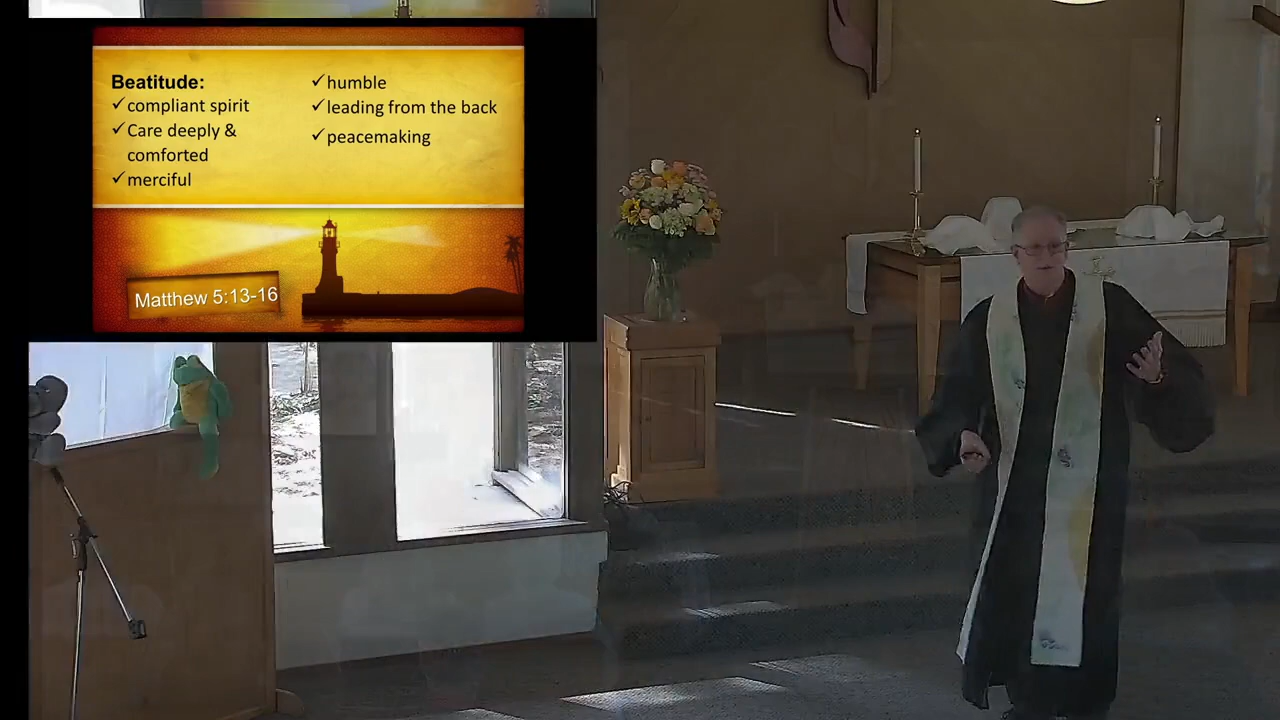 Beatitude:
✓compliant spirit
✓Care deeply &
comforted
✓merciful
✓humble
✓leading from the back
✓peacemaking
Matthew 5:13-16